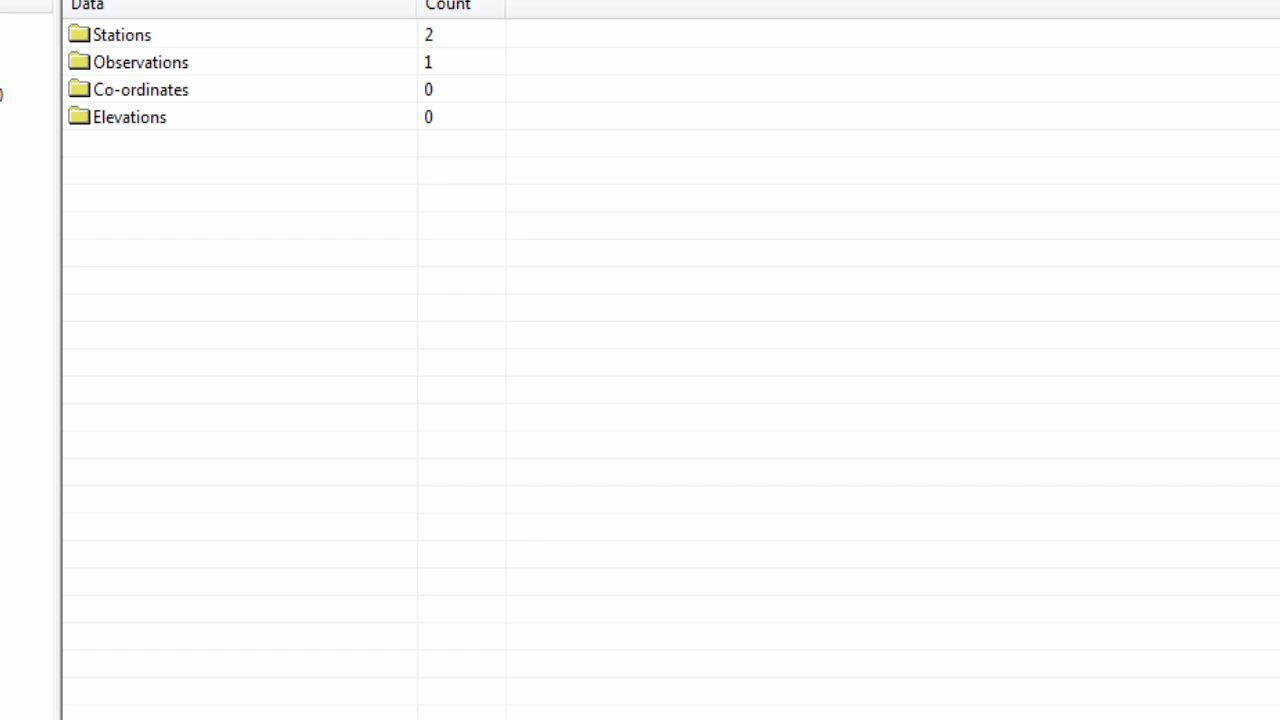 Data Count
Stations 2
Observations 1
Co-ordinates 0
Elevations 0